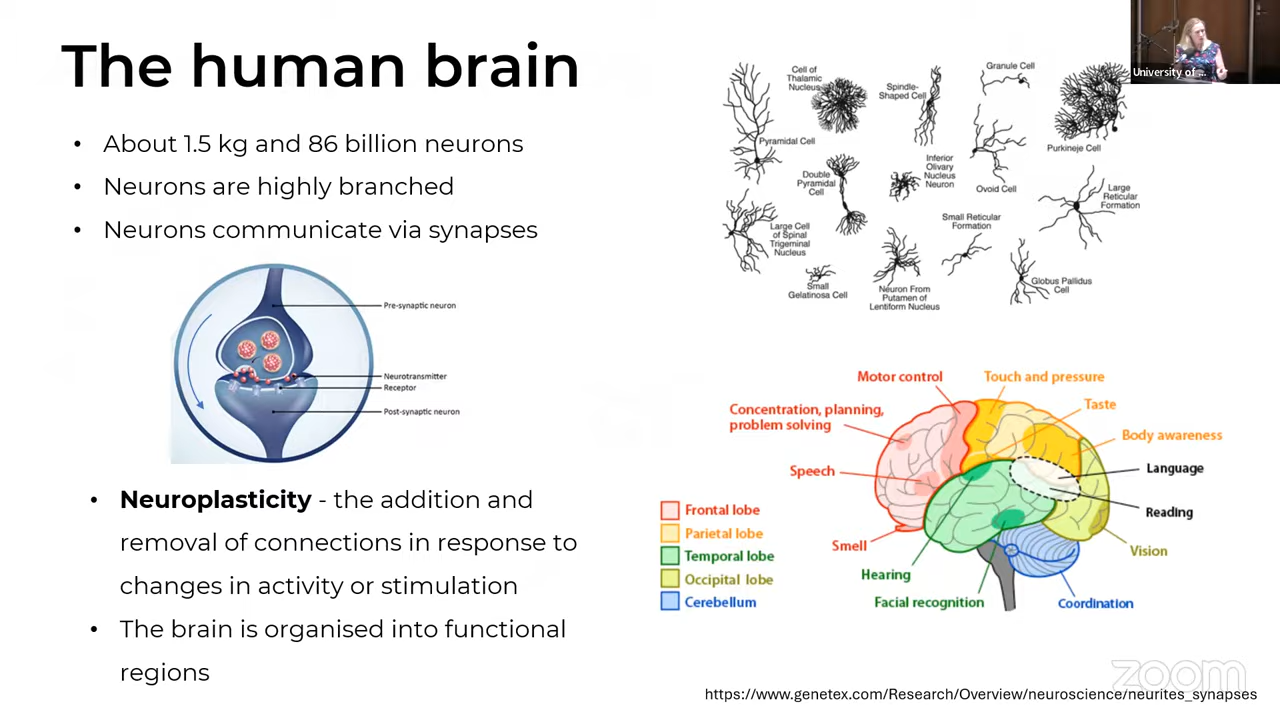 The human brain
• About 1.5 kg and 86 billion neurons
• Neurons are highly branched
• Neurons communicate via synapses
Pre-synaptic neuron
Neurotransmitter
Receptor
Post-synaptic neuron
• Neuroplasticity - the addition and
removal of connections in response to
changes in activity or stimulation
• The brain is organised into functional
regions
Cell of
Thalamic
Nucleus
Spindle-
Shaped Cell
Granule Cell
University of ...
Pyramidal Cell
Purkinje Cell
Double
Pyramidal
Cell
Inferior
Olivary
Nucleus
Neuron
Ovoid Cell
Large
Reticular
Formation
Large Cell
of Spinal
Trigeminal
Nucleus
Small Reticular
Formation
Small
Gelatinosa Cell
Neuron From
Putamen of
Lentiform Nucleus
Globus Pallidus
Cell
Motor control
Touch and pressure
Concentration, planning,
problem solving
Taste
Body awareness
Speech
Language
Reading
Frontal lobe
Parietal lobe
Temporal lobe
Occipital lobe
Cerebellum
Smell
Vision
Hearing
Facial recognition
Coordination
zoom
https://www.genetex.com/Research/Overview/neuroscience/neurites_synapses